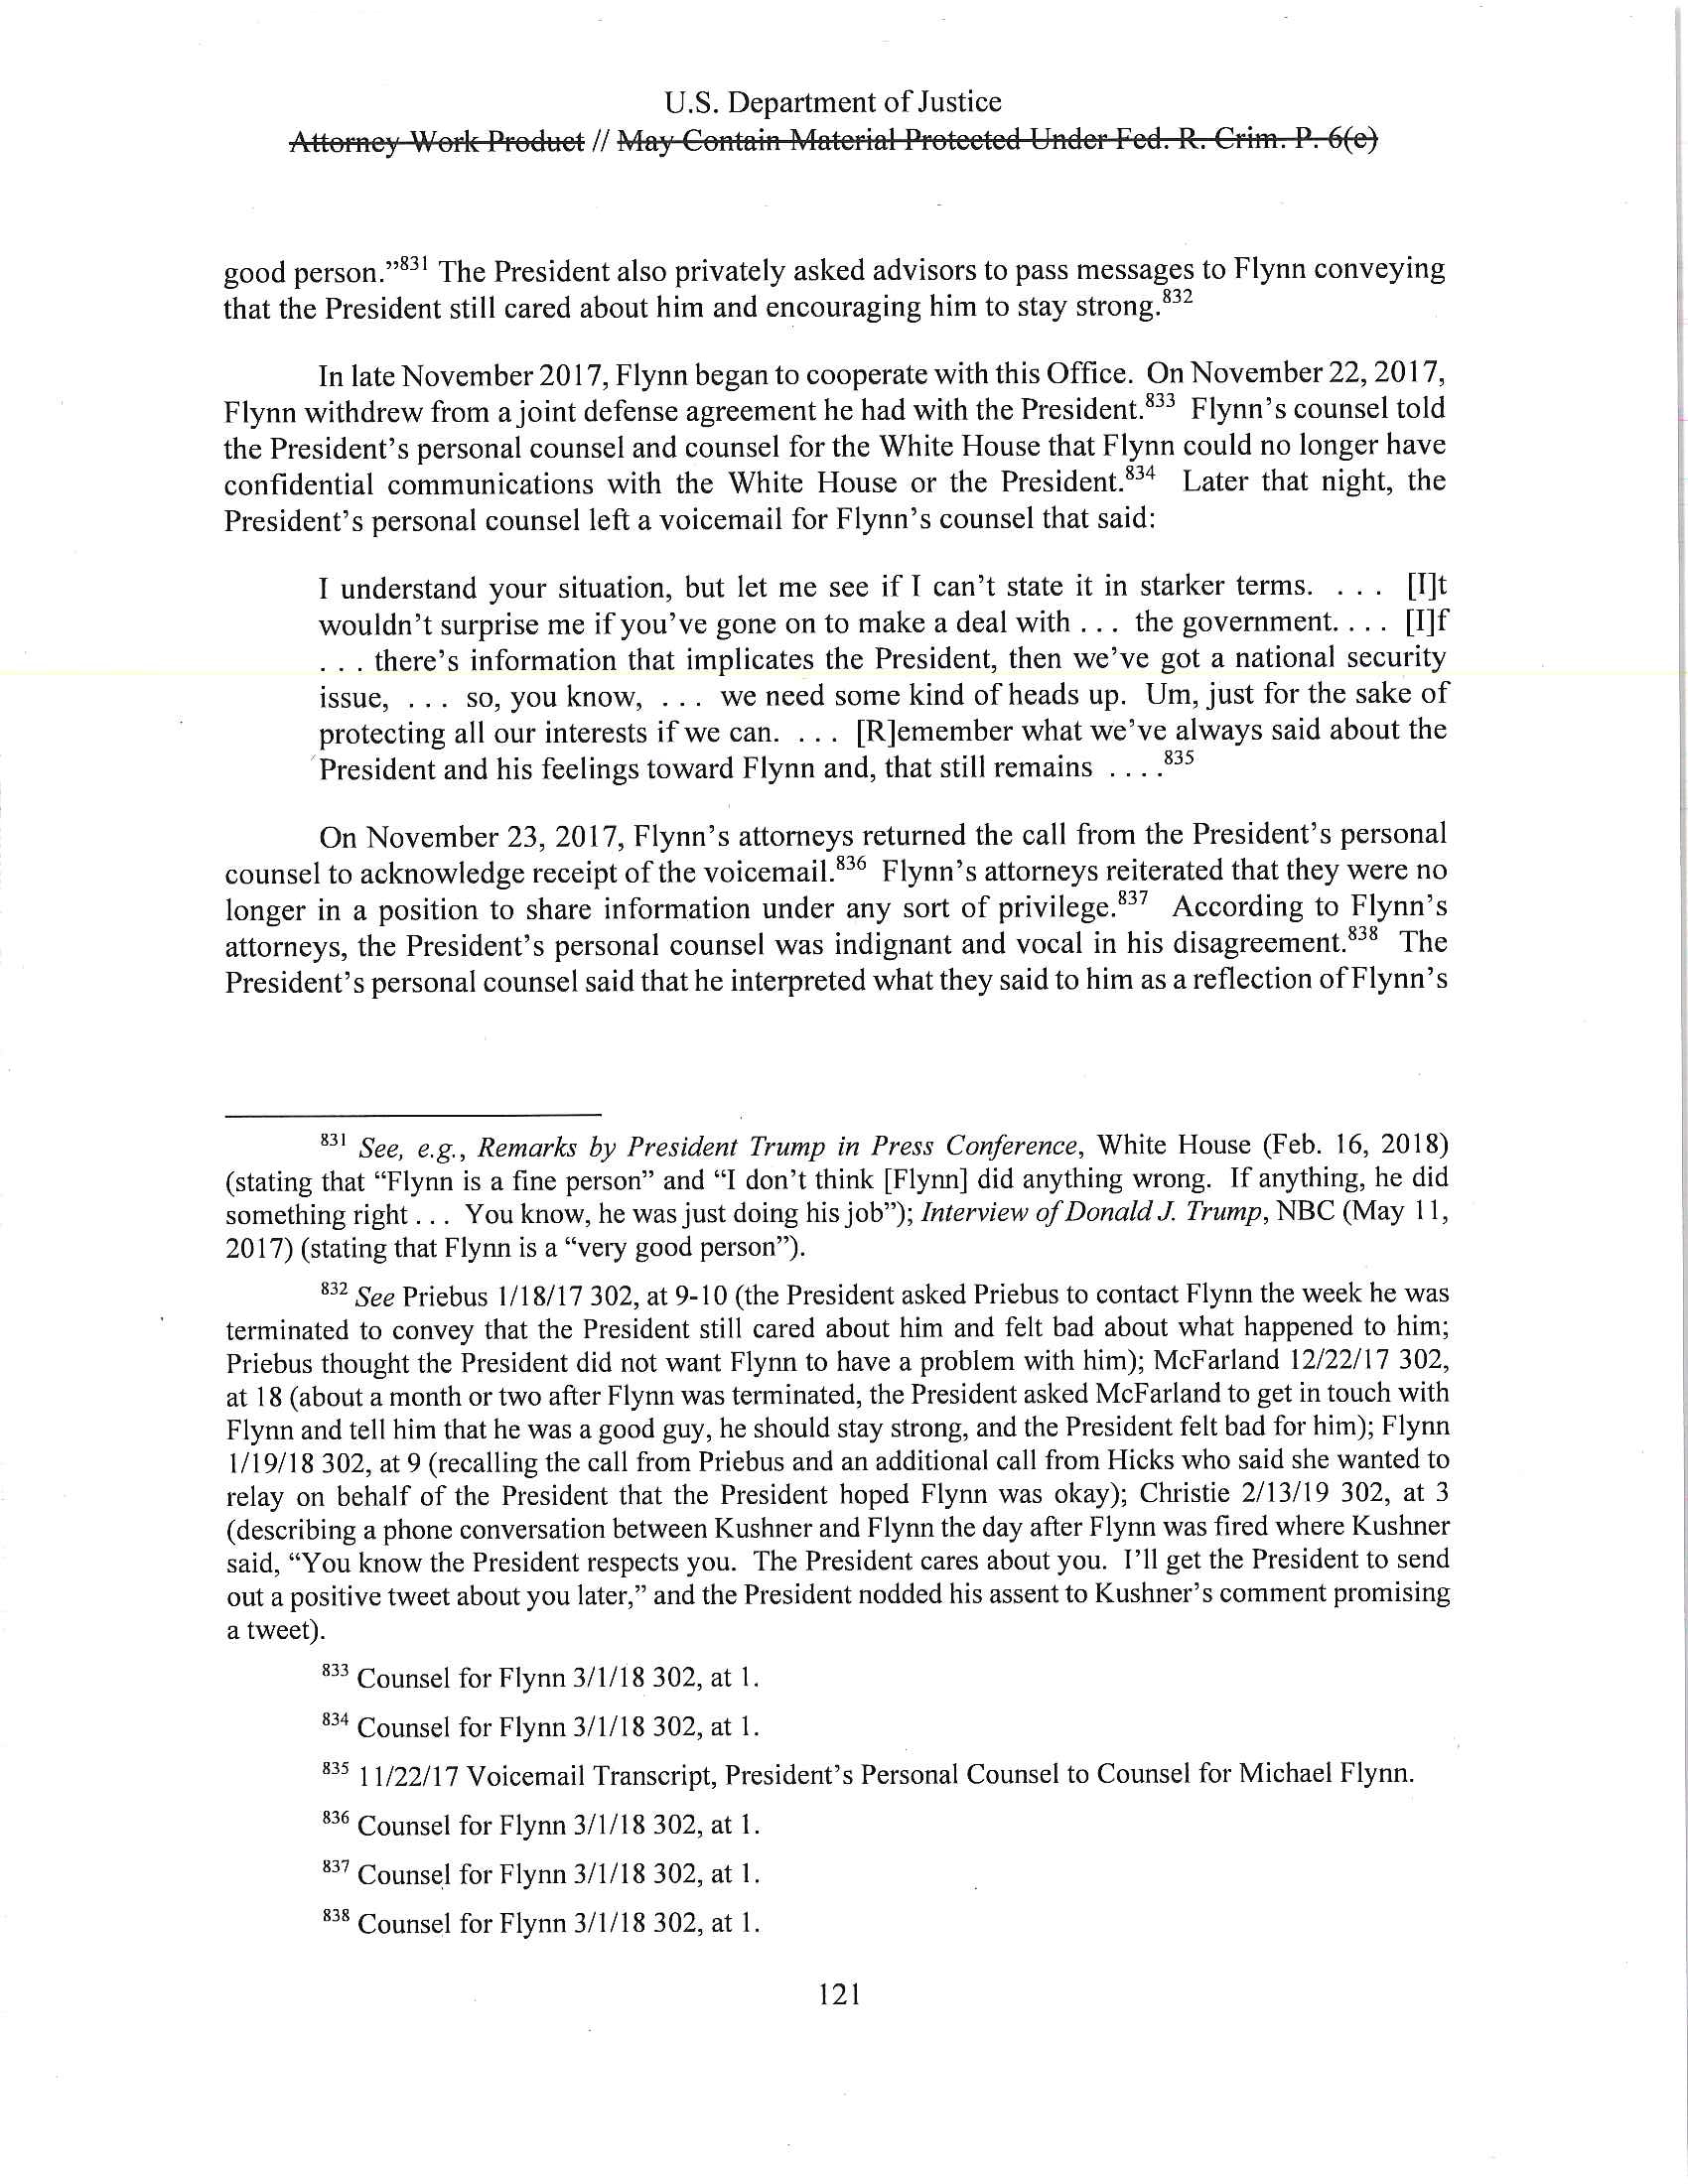 U.S. Department of Justice
Attorney Work Product // May Contain Material Protected Under Fed. R. Crim. P. 6(e)
good person.”831 The President also privately asked advisors to pass messages to Flynn conveying
that the President still cared about him and encouraging him to stay strong.832
In late November 2017, Flynn began to cooperate with this Office. On November 22, 2017,
Flynn withdrew from a joint defense agreement he had with the President.833 Flynn’s counsel told
the President’s personal counsel and counsel for the White House that Flynn could no longer have
confidential communications with the White House or the President.834 Later that night, the
President’s personal counsel left a voicemail for Flynn’s counsel that said:
I understand your situation, but let me see if I can’t state it in starker terms. . . . [I]t
wouldn’t surprise me if you’ve gone on to make a deal with . . . the government. . . . [I]f
. . . there’s information that implicates the President, then we’ve got a national security
issue, . . . so, you know, . . . we need some kind of heads up. Um, just for the sake of
protecting all our interests if we can. . . . [R]emember what we’ve always said about the
President and his feelings toward Flynn and, that still remains . . . .835
On November 23, 2017, Flynn’s attorneys returned the call from the President’s personal
counsel to acknowledge receipt of the voicemail.836 Flynn’s attorneys reiterated that they were no
longer in a position to share information under any sort of privilege.837 According to Flynn’s
attorneys, the President’s personal counsel was indignant and vocal in his disagreement.838 The
President’s personal counsel said that he interpreted what they said to him as a reflection of Flynn’s
831 See, e.g., Remarks by President Trump in Press Conference, White House (Feb. 16, 2018)
(stating that “Flynn is a fine person” and “I don’t think [Flynn] did anything wrong. If anything, he did
something right . . . You know, he was just doing his job”); Interview of Donald J. Trump, NBC (May 11,
2017) (stating that Flynn is a “very good person”).
832 See Priebus 1/18/17 302, at 9-10 (the President asked Priebus to contact Flynn the week he was
terminated to convey that the President still cared about him and felt bad about what happened to him;
Priebus thought the President did not want Flynn to have a problem with him); McFarland 12/22/17 302,
at 18 (about a month or two after Flynn was terminated, the President asked McFarland to get in touch with
Flynn and tell him that he was a good guy, he should stay strong, and the President felt bad for him); Flynn
1/19/18 302, at 9 (recalling the call from Priebus and an additional call from Hicks who said she wanted to
relay on behalf of the President that the President hoped Flynn was okay); Christie 2/13/19 302, at 3
(describing a phone conversation between Kushner and Flynn the day after Flynn was fired where Kushner
said, “You know the President respects you. The President cares about you. I’ll get the President to send
out a positive tweet about you later,” and the President nodded his assent to Kushner’s comment promising
a tweet).
833 Counsel for Flynn 3/1/18 302, at 1.
834 Counsel for Flynn 3/1/18 302, at 1.
835 11/22/17 Voicemail Transcript, President’s Personal Counsel to Counsel for Michael Flynn.
836 Counsel for Flynn 3/1/18 302, at 1.
837 Counsel for Flynn 3/1/18 302, at 1.
838 Counsel for Flynn 3/1/18 302, at 1.
121